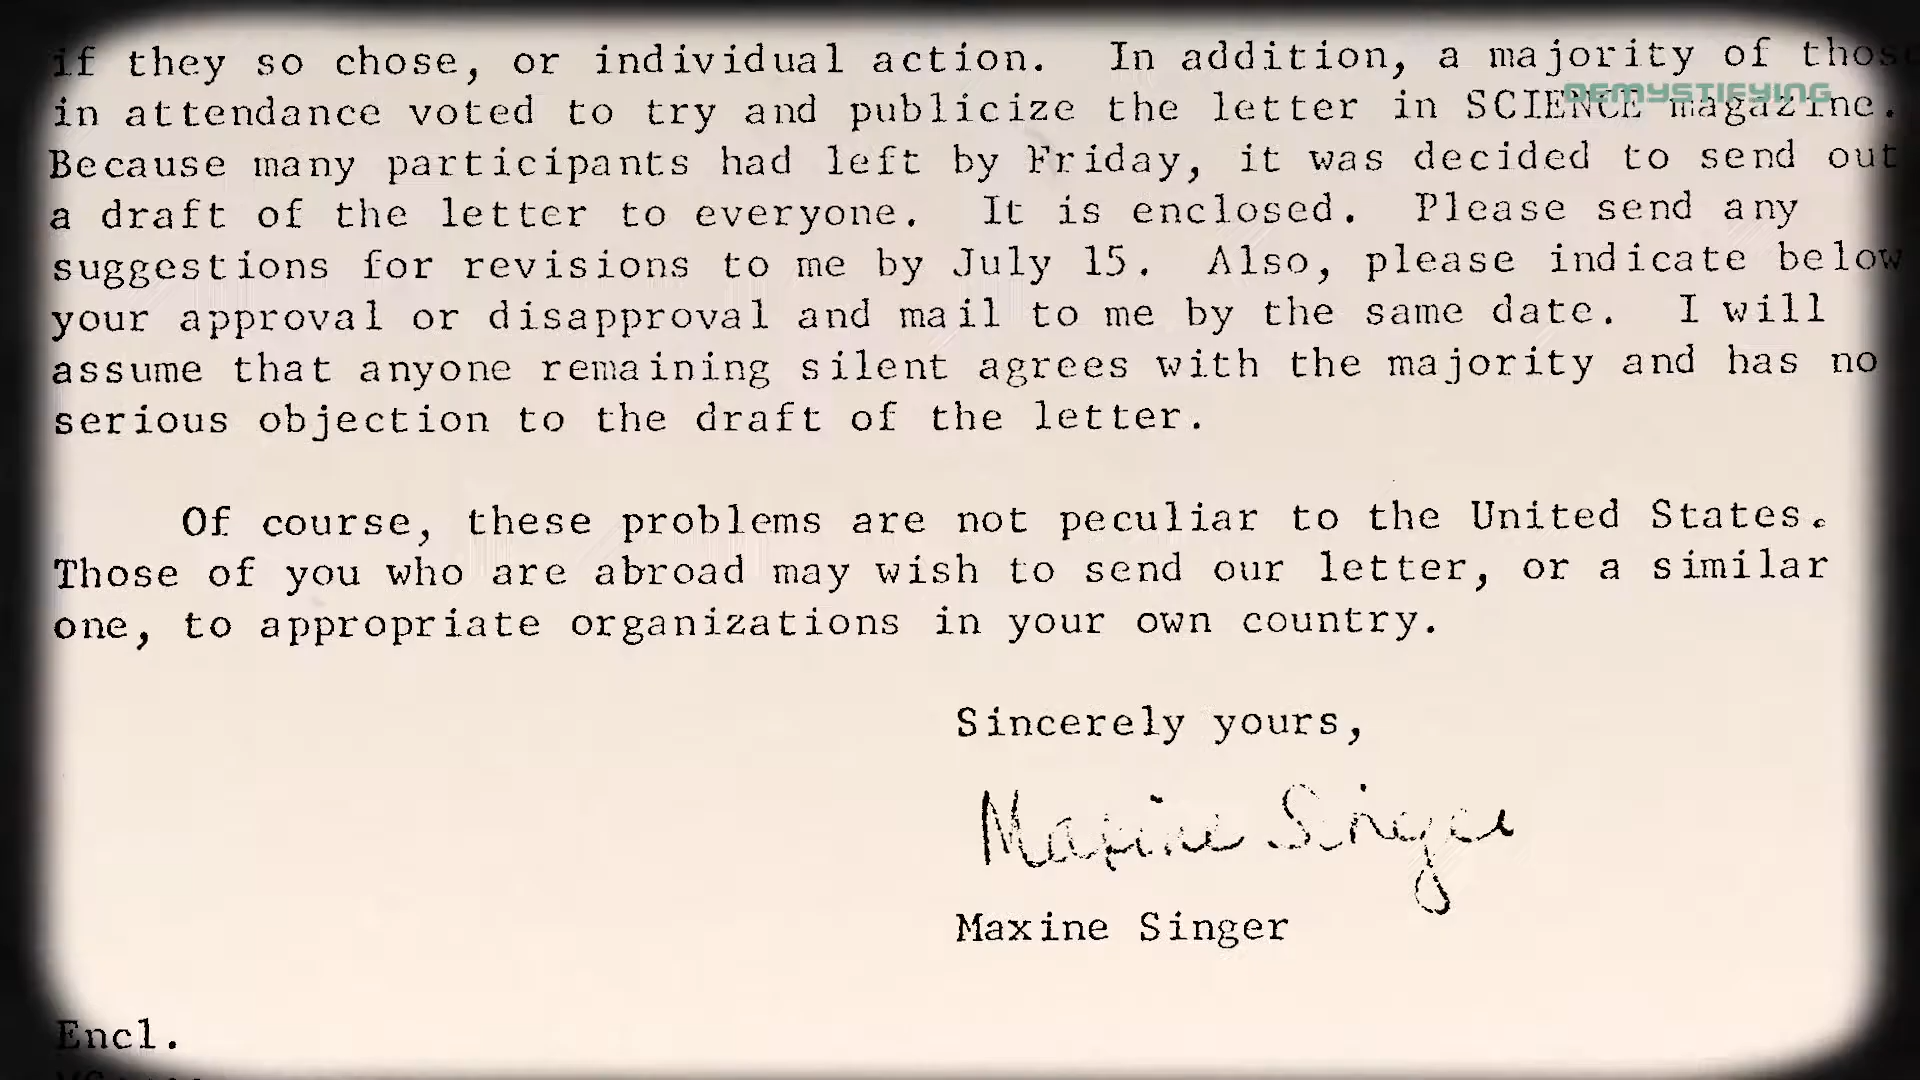 if they so chose, or individual action. In addition, a majority of those
DEMYSTIFYING
in attendance voted to try and publicize the letter in SCIENCE magazine.
Because many participants had left by Friday, it was decided to send out
a draft of the letter to everyone. It is enclosed. Please send any
suggestions for revisions to me by July 15. Also, please indicate below
your approval or disapproval and mail to me by the same date. I will
assume that anyone remaining silent agrees with the majority and has no
serious objection to the draft of the letter.
Of course, these problems are not peculiar to the United States.
Those of you who are abroad may wish to send our letter, or a similar
one, to appropriate organizations in your own country.
Sincerely yours,
Maxine Singer
Maxine Singer
Encl.